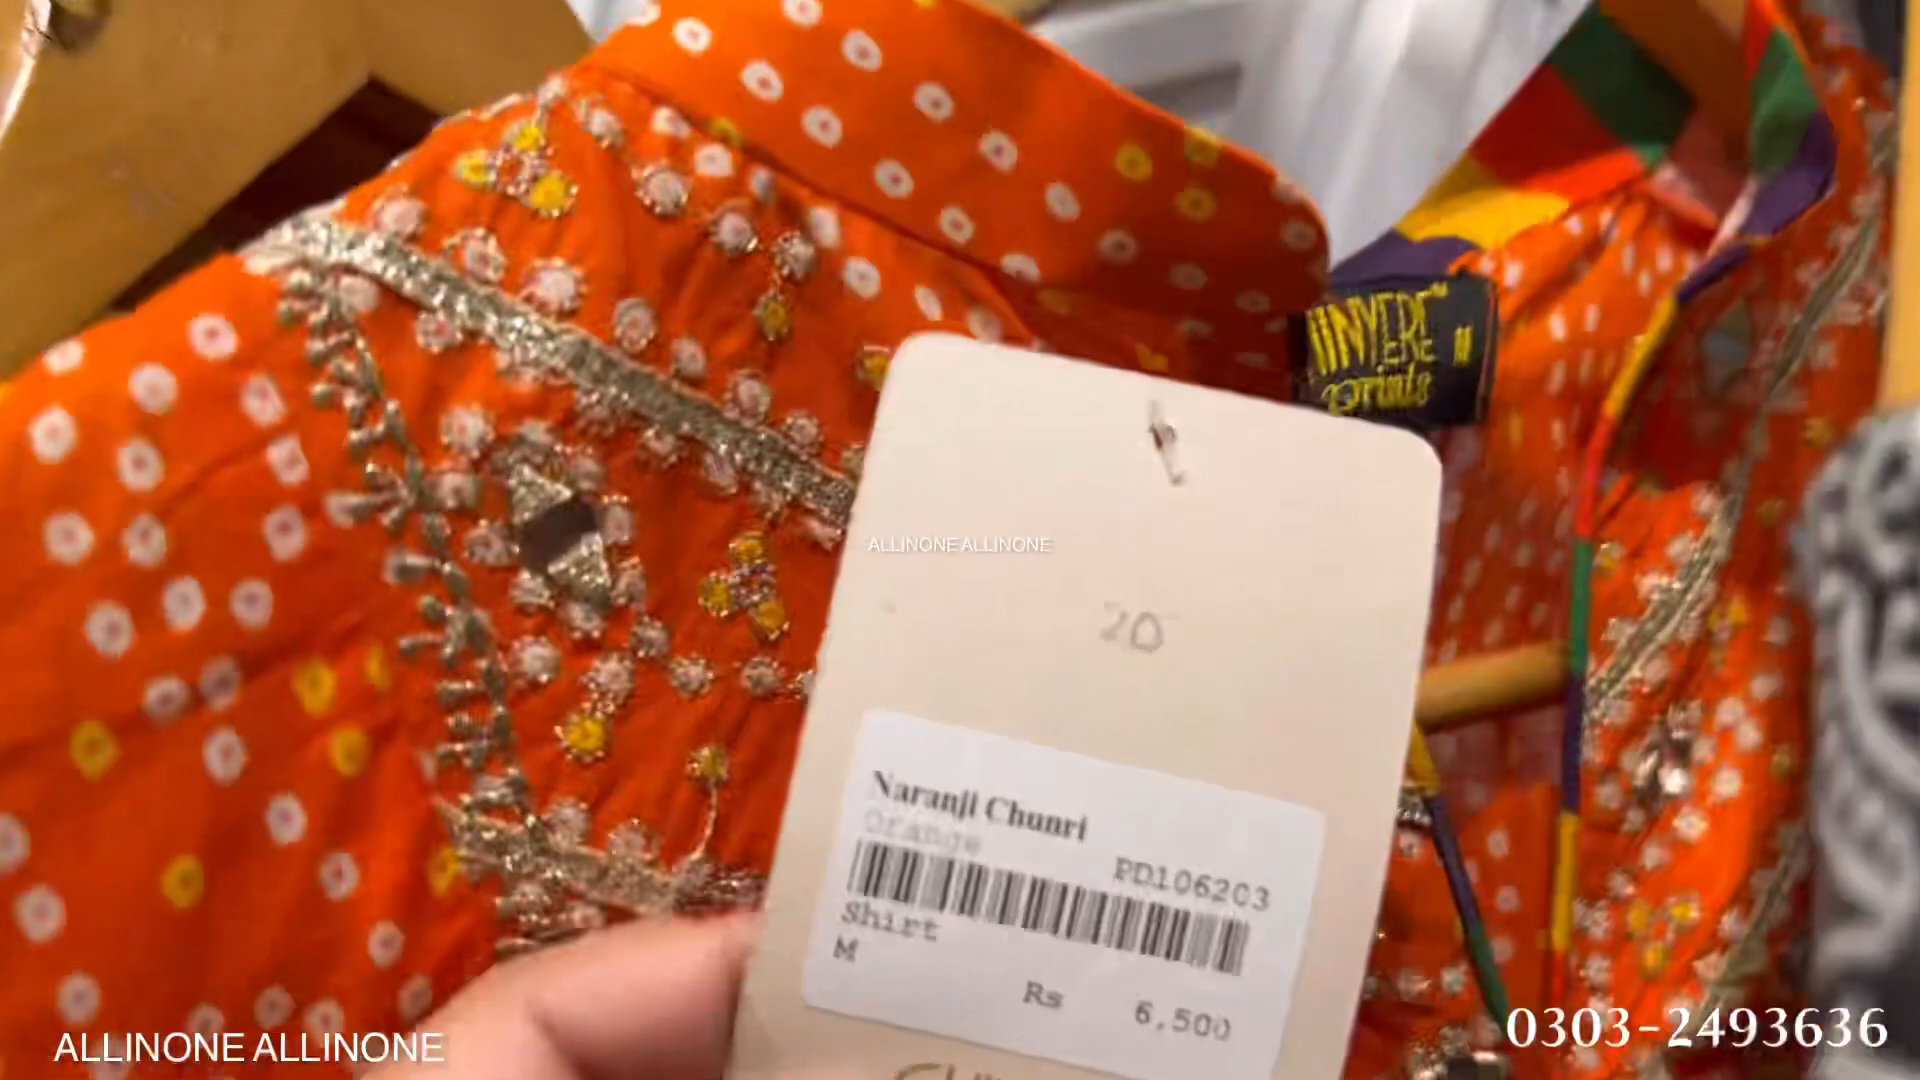 prints
ALLINONE ALLINONE
20
Naranji Chunri
Orange
PD106203
Shirt
M
Rs 6,500
ALLINONE ALLINONE
0303-2493636